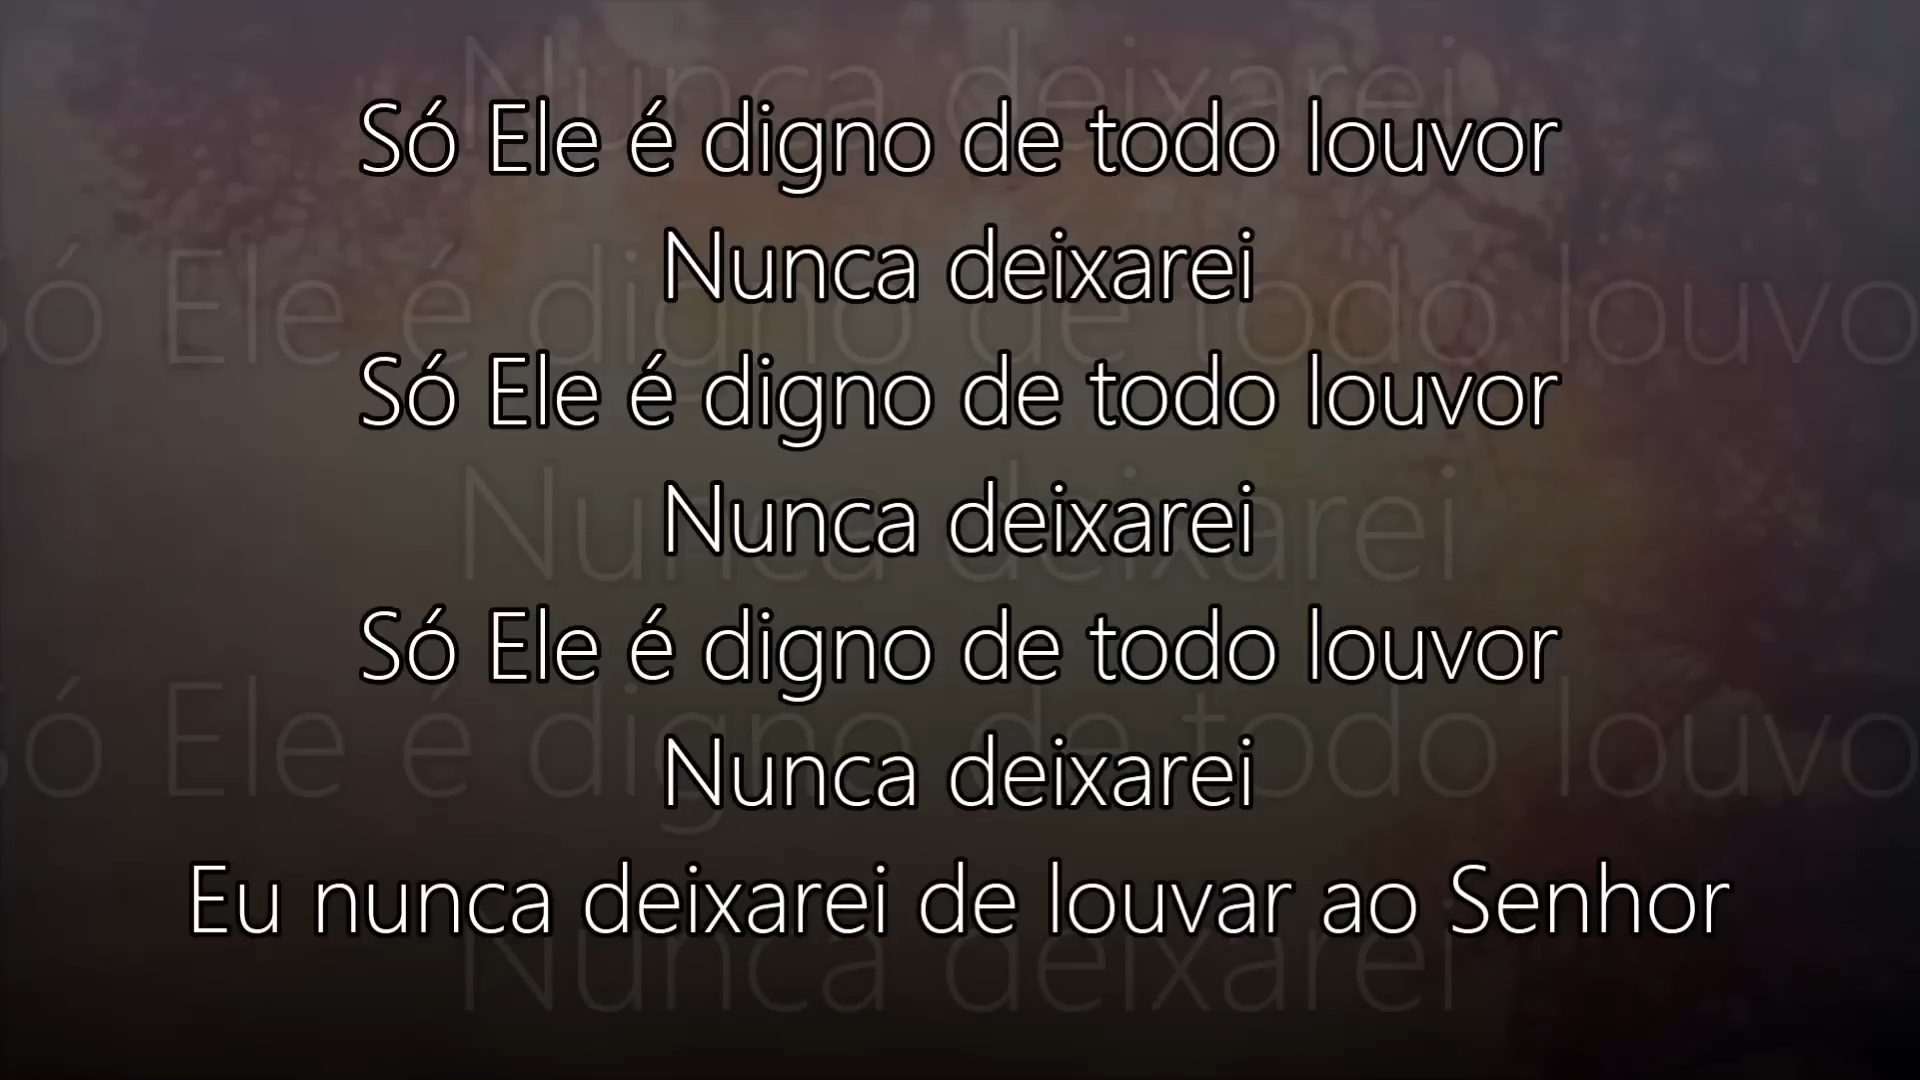 Só Ele é digno de todo louvor
Nunca deixarei
Só Ele é digno de todo louvor
Nunca deixarei
Só Ele é digno de todo louvor
Nunca deixarei
Eu nunca deixarei de louvar ao Senhor